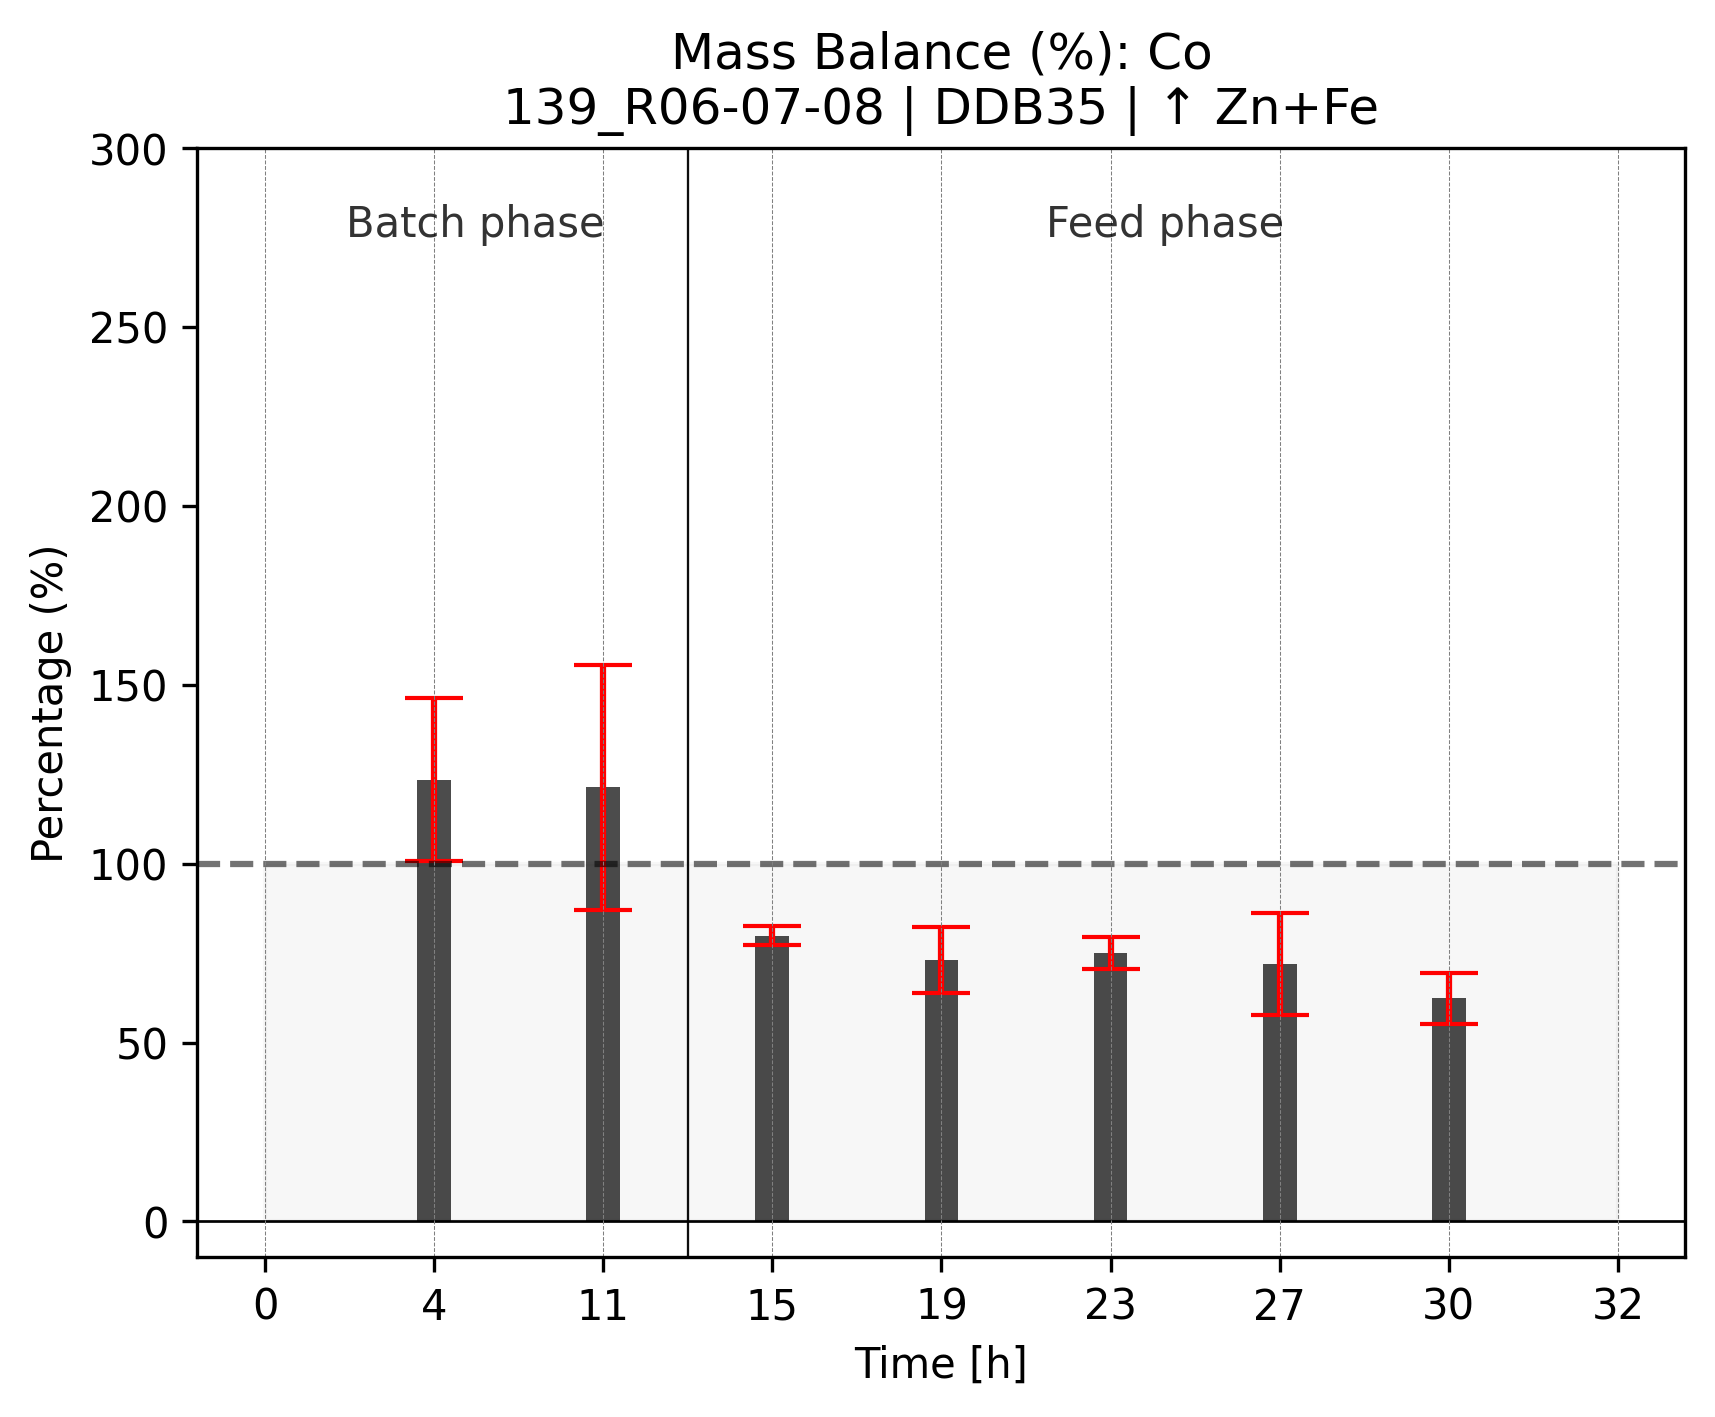 Mass Balance (%): Co
139_R06-07-08 | DDB35 | ↑ Zn+Fe
Batch phase
Feed phase
Percentage (%)
300
250
200
150
100
50
0
0 4 11 15 19 23 27 30 32
Time [h]